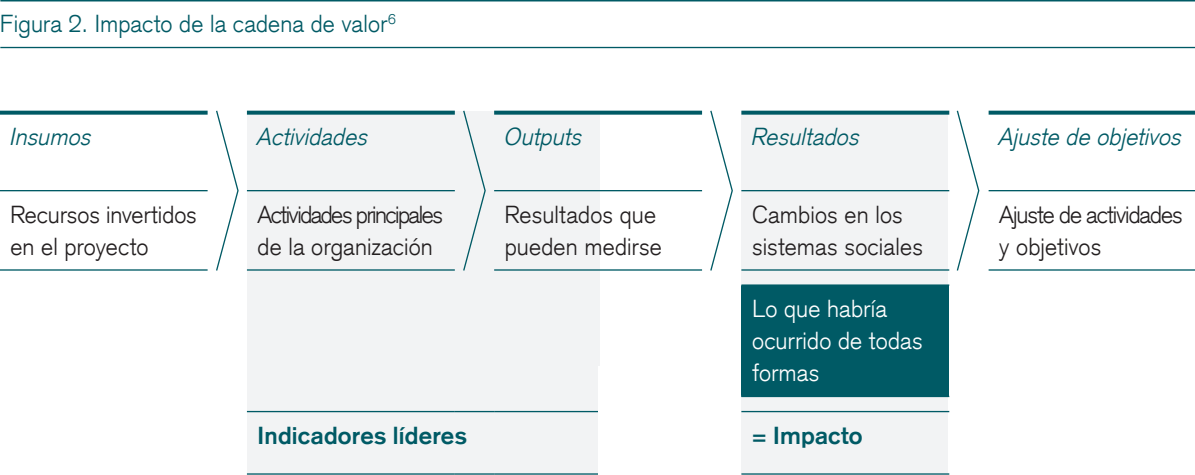 Figura 2. Impacto de la cadena de valor⁶
Insumos
Recursos invertidos
en el proyecto
Actividades
Actividades principales
de la organización
Outputs
Resultados que
pueden medirse
Resultados
Cambios en los
sistemas sociales
Ajuste de objetivos
Ajuste de actividades
y objetivos
Lo que habría
ocurrido de todas
formas
Indicadores líderes
= Impacto